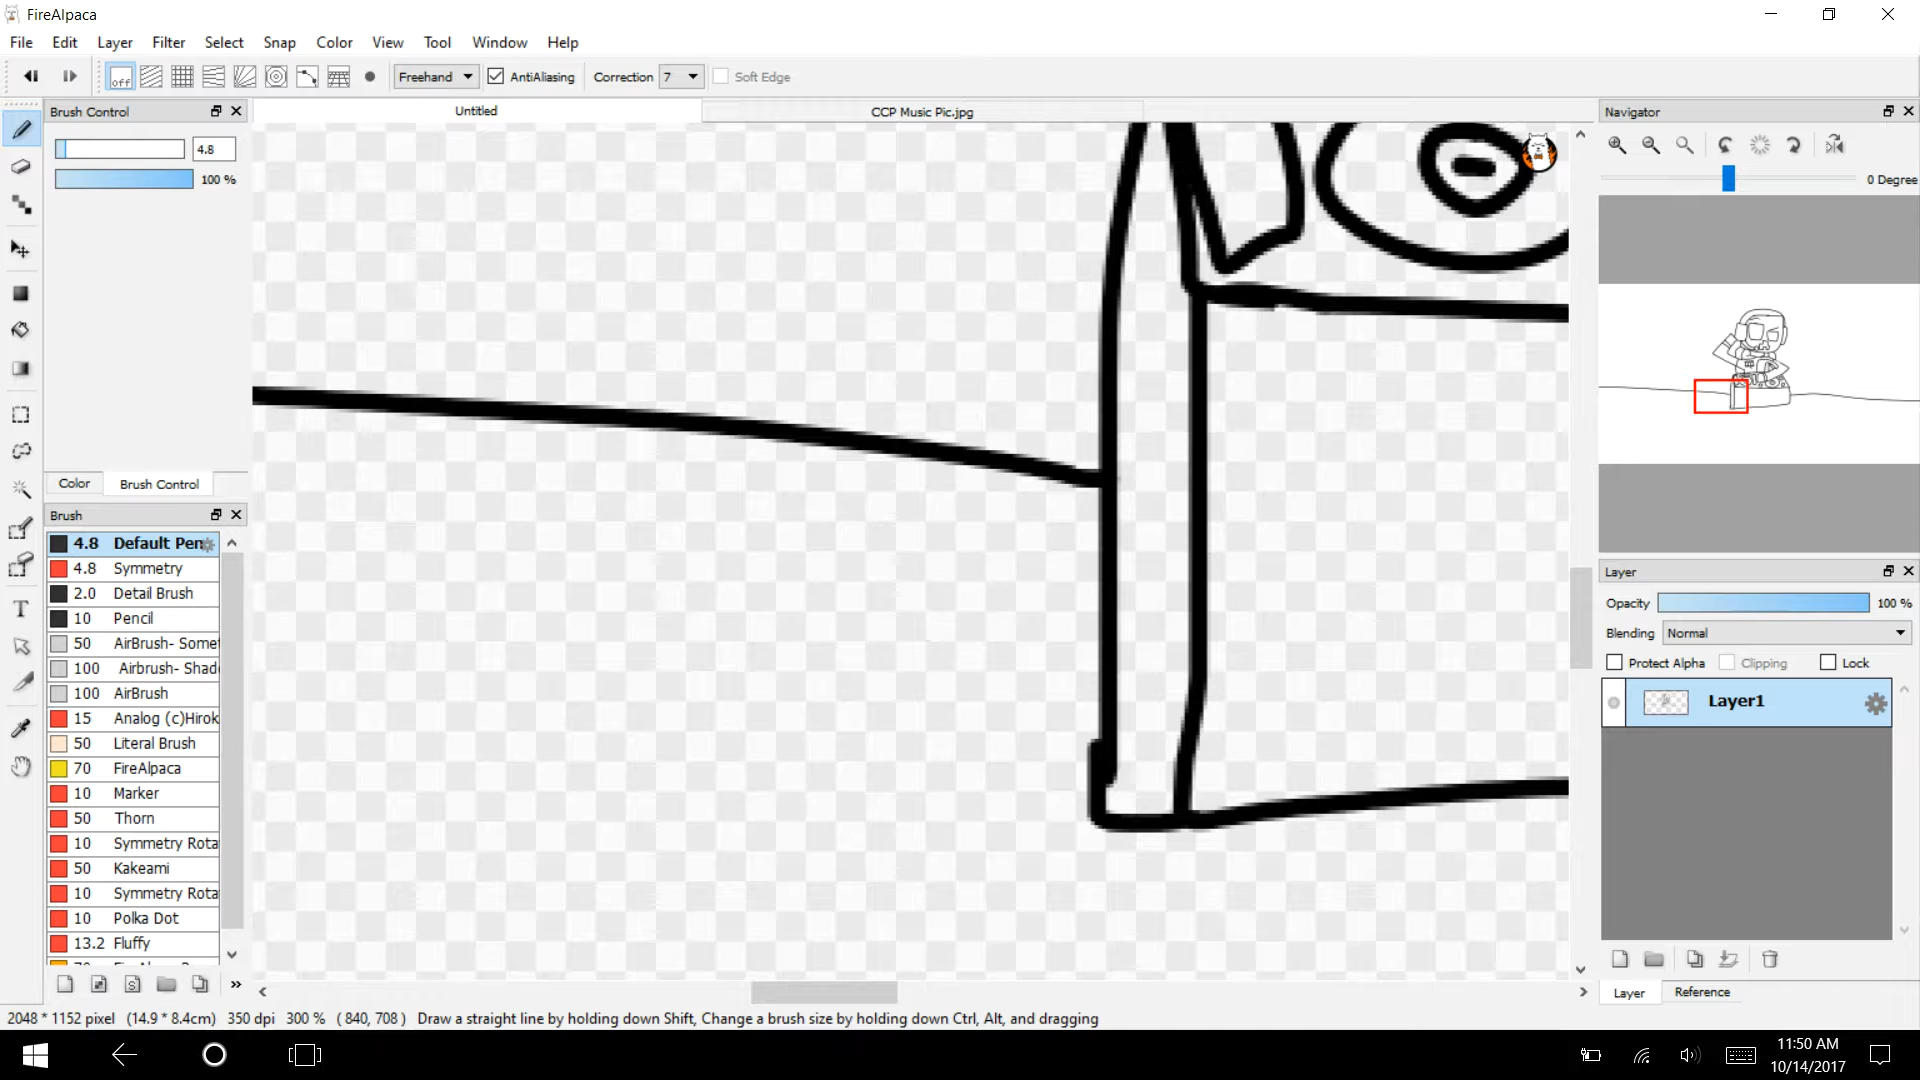 FireAlpaca
File Edit Layer Filter Select Snap Color View Tool Window Help
off Freehand AntiAliasing Correction 7 Soft Edge
Brush Control
Untitled
CCP Music Pic.jpg
Navigator
4.8
100 %
0 Degree
Color Brush Control
Brush
4.8 Default Pen
4.8 Symmetry
2.0 Detail Brush
10 Pencil
50 AirBrush- Somet
100 Airbrush- Shad
100 AirBrush
15 Analog (c)Hirok
50 Literal Brush
70 FireAlpaca
10 Marker
50 Thorn
10 Symmetry Rota
50 Kakeami
10 Symmetry Rota
10 Polka Dot
13.2 Fluffy
Layer
Opacity 100 %
Blending Normal
Protect Alpha Clipping Lock
Layer1
Layer Reference
2048 * 1152 pixel (14.9 * 8.4cm) 350 dpi 300 % ( 840, 708 ) Draw a straight line by holding down Shift, Change a brush size by holding down Ctrl, Alt, and dragging
11:50 AM
10/14/2017